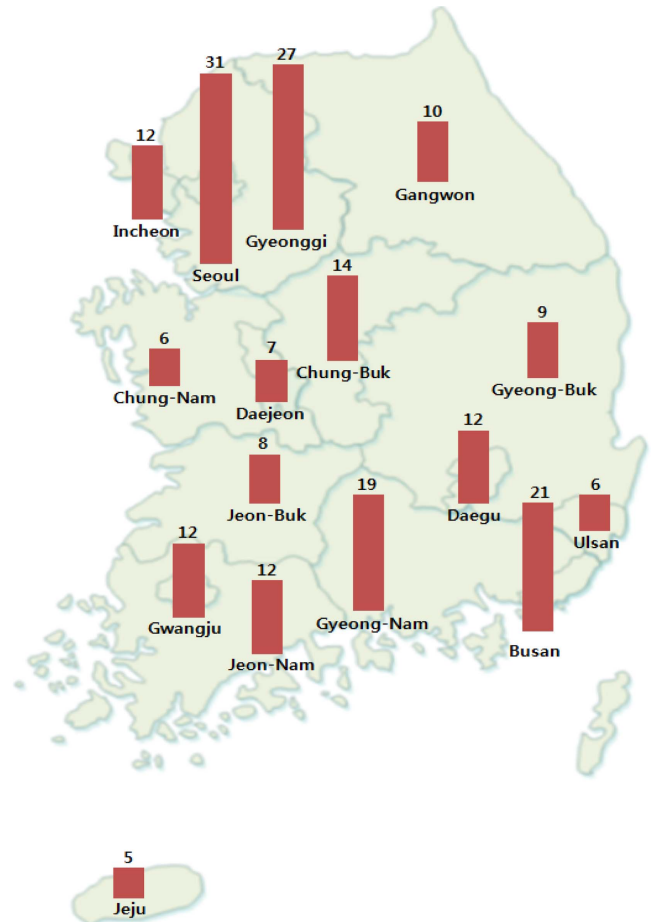 31
Seoul
27
Gyeonggi
12
Incheon
10
Gangwon
14
Chung-Buk
9
Gyeong-Buk
6
Chung-Nam
7
Daejeon
12
Daegu
8
Jeon-Buk
19
Gyeong-Nam
21
Busan
6
Ulsan
12
Gwangju
12
Jeon-Nam
5
Jeju